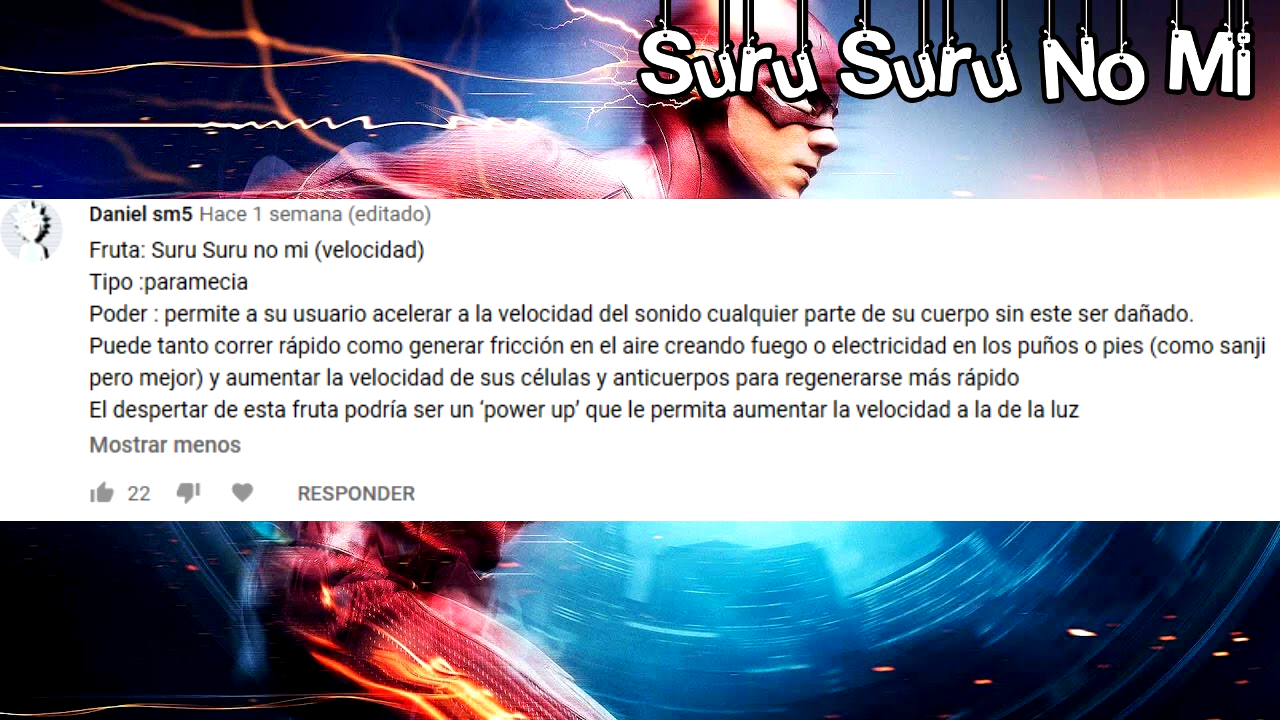 Suru Suru No Mi
Daniel sm5 Hace 1 semana (editado)
Fruta: Suru Suru no mi (velocidad)
Tipo :paramecia
Poder : permite a su usuario acelerar a la velocidad del sonido cualquier parte de su cuerpo sin este ser dañado.
Puede tanto correr rápido como generar fricción en el aire creando fuego o electricidad en los puños o pies (como sanji
pero mejor) y aumentar la velocidad de sus células y anticuerpos para regenerarse más rápido
El despertar de esta fruta podría ser un ‘power up’ que le permita aumentar la velocidad a la de la luz
Mostrar menos
22 RESPONDER